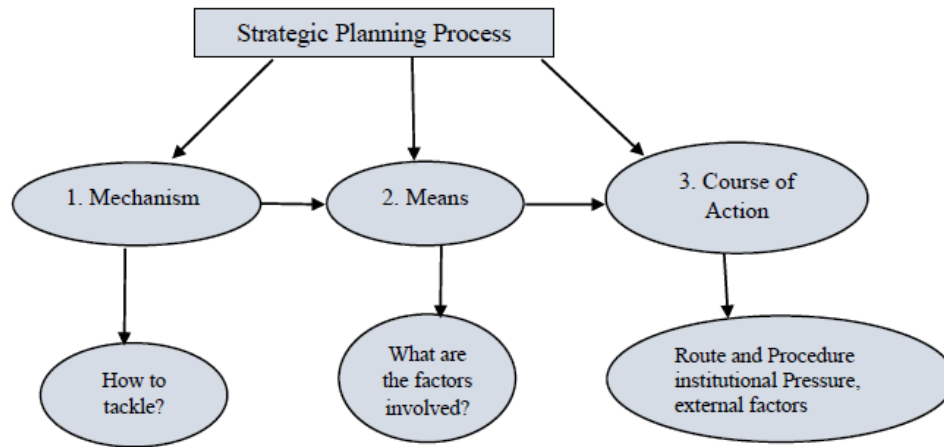 Strategic Planning Process
1. Mechanism
2. Means
3. Course of
Action
How to
tackle?
What are
the factors
involved?
Route and Procedure
institutional Pressure,
external factors